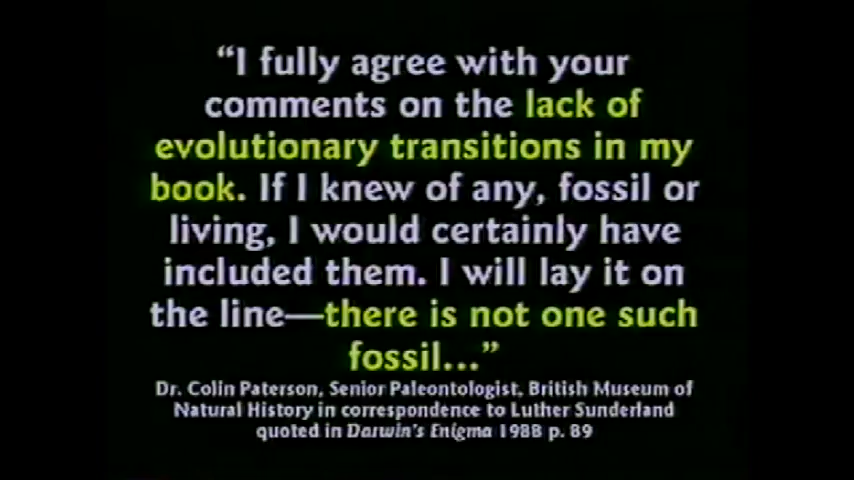 “I fully agree with your
comments on the lack of
evolutionary transitions in my
book. If I knew of any, fossil or
living, I would certainly have
included them. I will lay it on
the line—there is not one such
fossil...”
Dr. Colin Paterson, Senior Paleontologist, British Museum of
Natural History in correspondence to Luther Sunderland
quoted in Darwin's Enigma 1988 p. 89